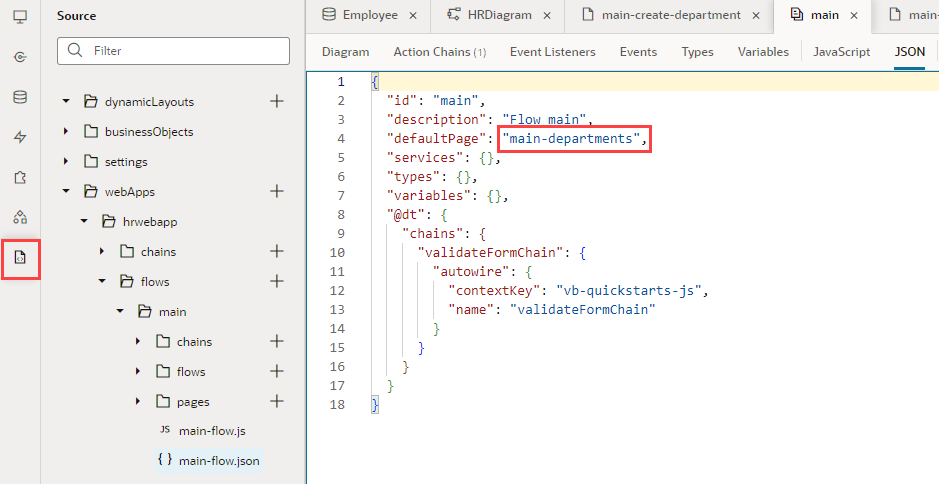 Source
Filter
dynamicLayouts
businessObjects
settings
webApps
hrwebapp
chains
flows
main
chains
flows
pages
JS main-flow.js
{ } main-flow.json
Employee × HRDiagram × main-create-department × main × main-
Diagram Action Chains (1) Event Listeners Events Types Variables JavaScript JSON
1 {
2 "id": "main",
3 "description": "Flow main",
4 "defaultPage": "main-departments",
5 "services": {},
6 "types": {},
7 "variables": {},
8 "@dt": {
9 "chains": {
10 "validateFormChain": {
11 "autowire": {
12 "contextKey": "vb-quickstarts-js",
13 "name": "validateFormChain"
14 }
15 }
16 }
17 }
18 }